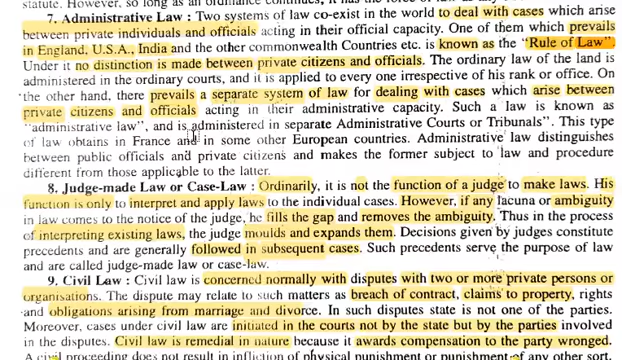 statute. However, so long as an ordinance continues, it has the force of law as any
7. Administrative Law : Two systems of law co-exist in the world to deal with cases which arise
between private individuals and officials acting in their official capacity. One of them which prevails
in England, U.S.A., India and the other commonwealth Countries etc. is known as the “Rule of Law”.
Under it no distinction is made between private citizens and officials. The ordinary law of the land is
administered in the ordinary courts, and it is applied to every one irrespective of his rank or office. On
the other hand, there prevails a separate system of law for dealing with cases which arise between
private citizens and officials acting in their administrative capacity. Such a law is known as
“administrative law”, and is administered in separate Administrative Courts or Tribunals”. This type
of law obtains in France and in some other European countries. Administrative law distinguishes
between public officials and private citizens and makes the former subject to law and procedure
different from those applicable to the latter.
8. Judge-made Law or Case-Law : Ordinarily, it is not the function of a judge to make laws. His
function is only to interpret and apply laws to the individual cases. However, if any lacuna or ambiguity
in law comes to the notice of the judge, he fills the gap and removes the ambiguity. Thus in the process
of interpreting existing laws, the judge moulds and expands them. Decisions given by judges constitute
precedents and are generally followed in subsequent cases. Such precedents serve the purpose of law
and are called judge-made law or case-law.
9. Civil Law : Civil law is concerned normally with disputes with two or more private persons or
organisations. The dispute may relate to such matters as breach of contract, claims to property, rights
and obligations arising from marriage and divorce. In such disputes state is not one of the parties.
Moreover, cases under civil law are initiated in the courts not by the state but by the parties involved
in the disputes. Civil law is remedial in nature because it awards compensation to the party wronged.
A civil proceeding does not result in infliction of physical punishment or punishment of any other sort.